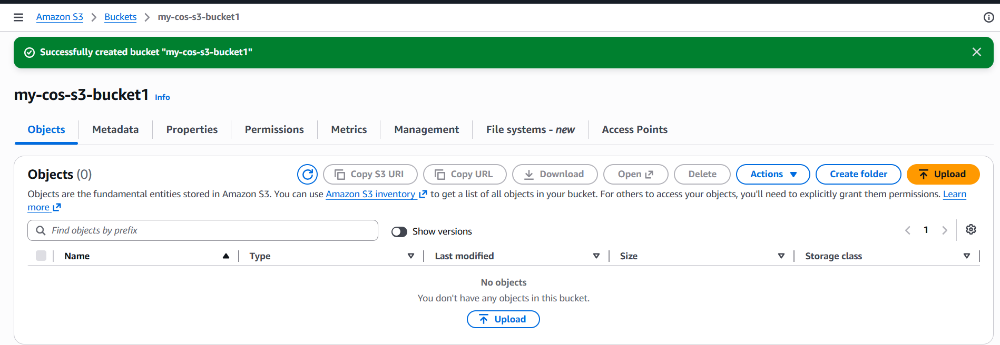 Amazon S3 > Buckets > my-cos-s3-bucket1
Successfully created bucket "my-cos-s3-bucket1"
my-cos-s3-bucket1 Info
Objects Metadata Properties Permissions Metrics Management File systems - new Access Points
Objects (0) Copy S3 URI Copy URL Download Open Delete Actions Create folder Upload
Objects are the fundamental entities stored in Amazon S3. You can use Amazon S3 inventory to get a list of all objects in your bucket. For others to access your objects, you'll need to explicitly grant them permissions. Learn
more
Find objects by prefix Show versions 1
Name Type Last modified Size Storage class
No objects
You don't have any objects in this bucket.
Upload